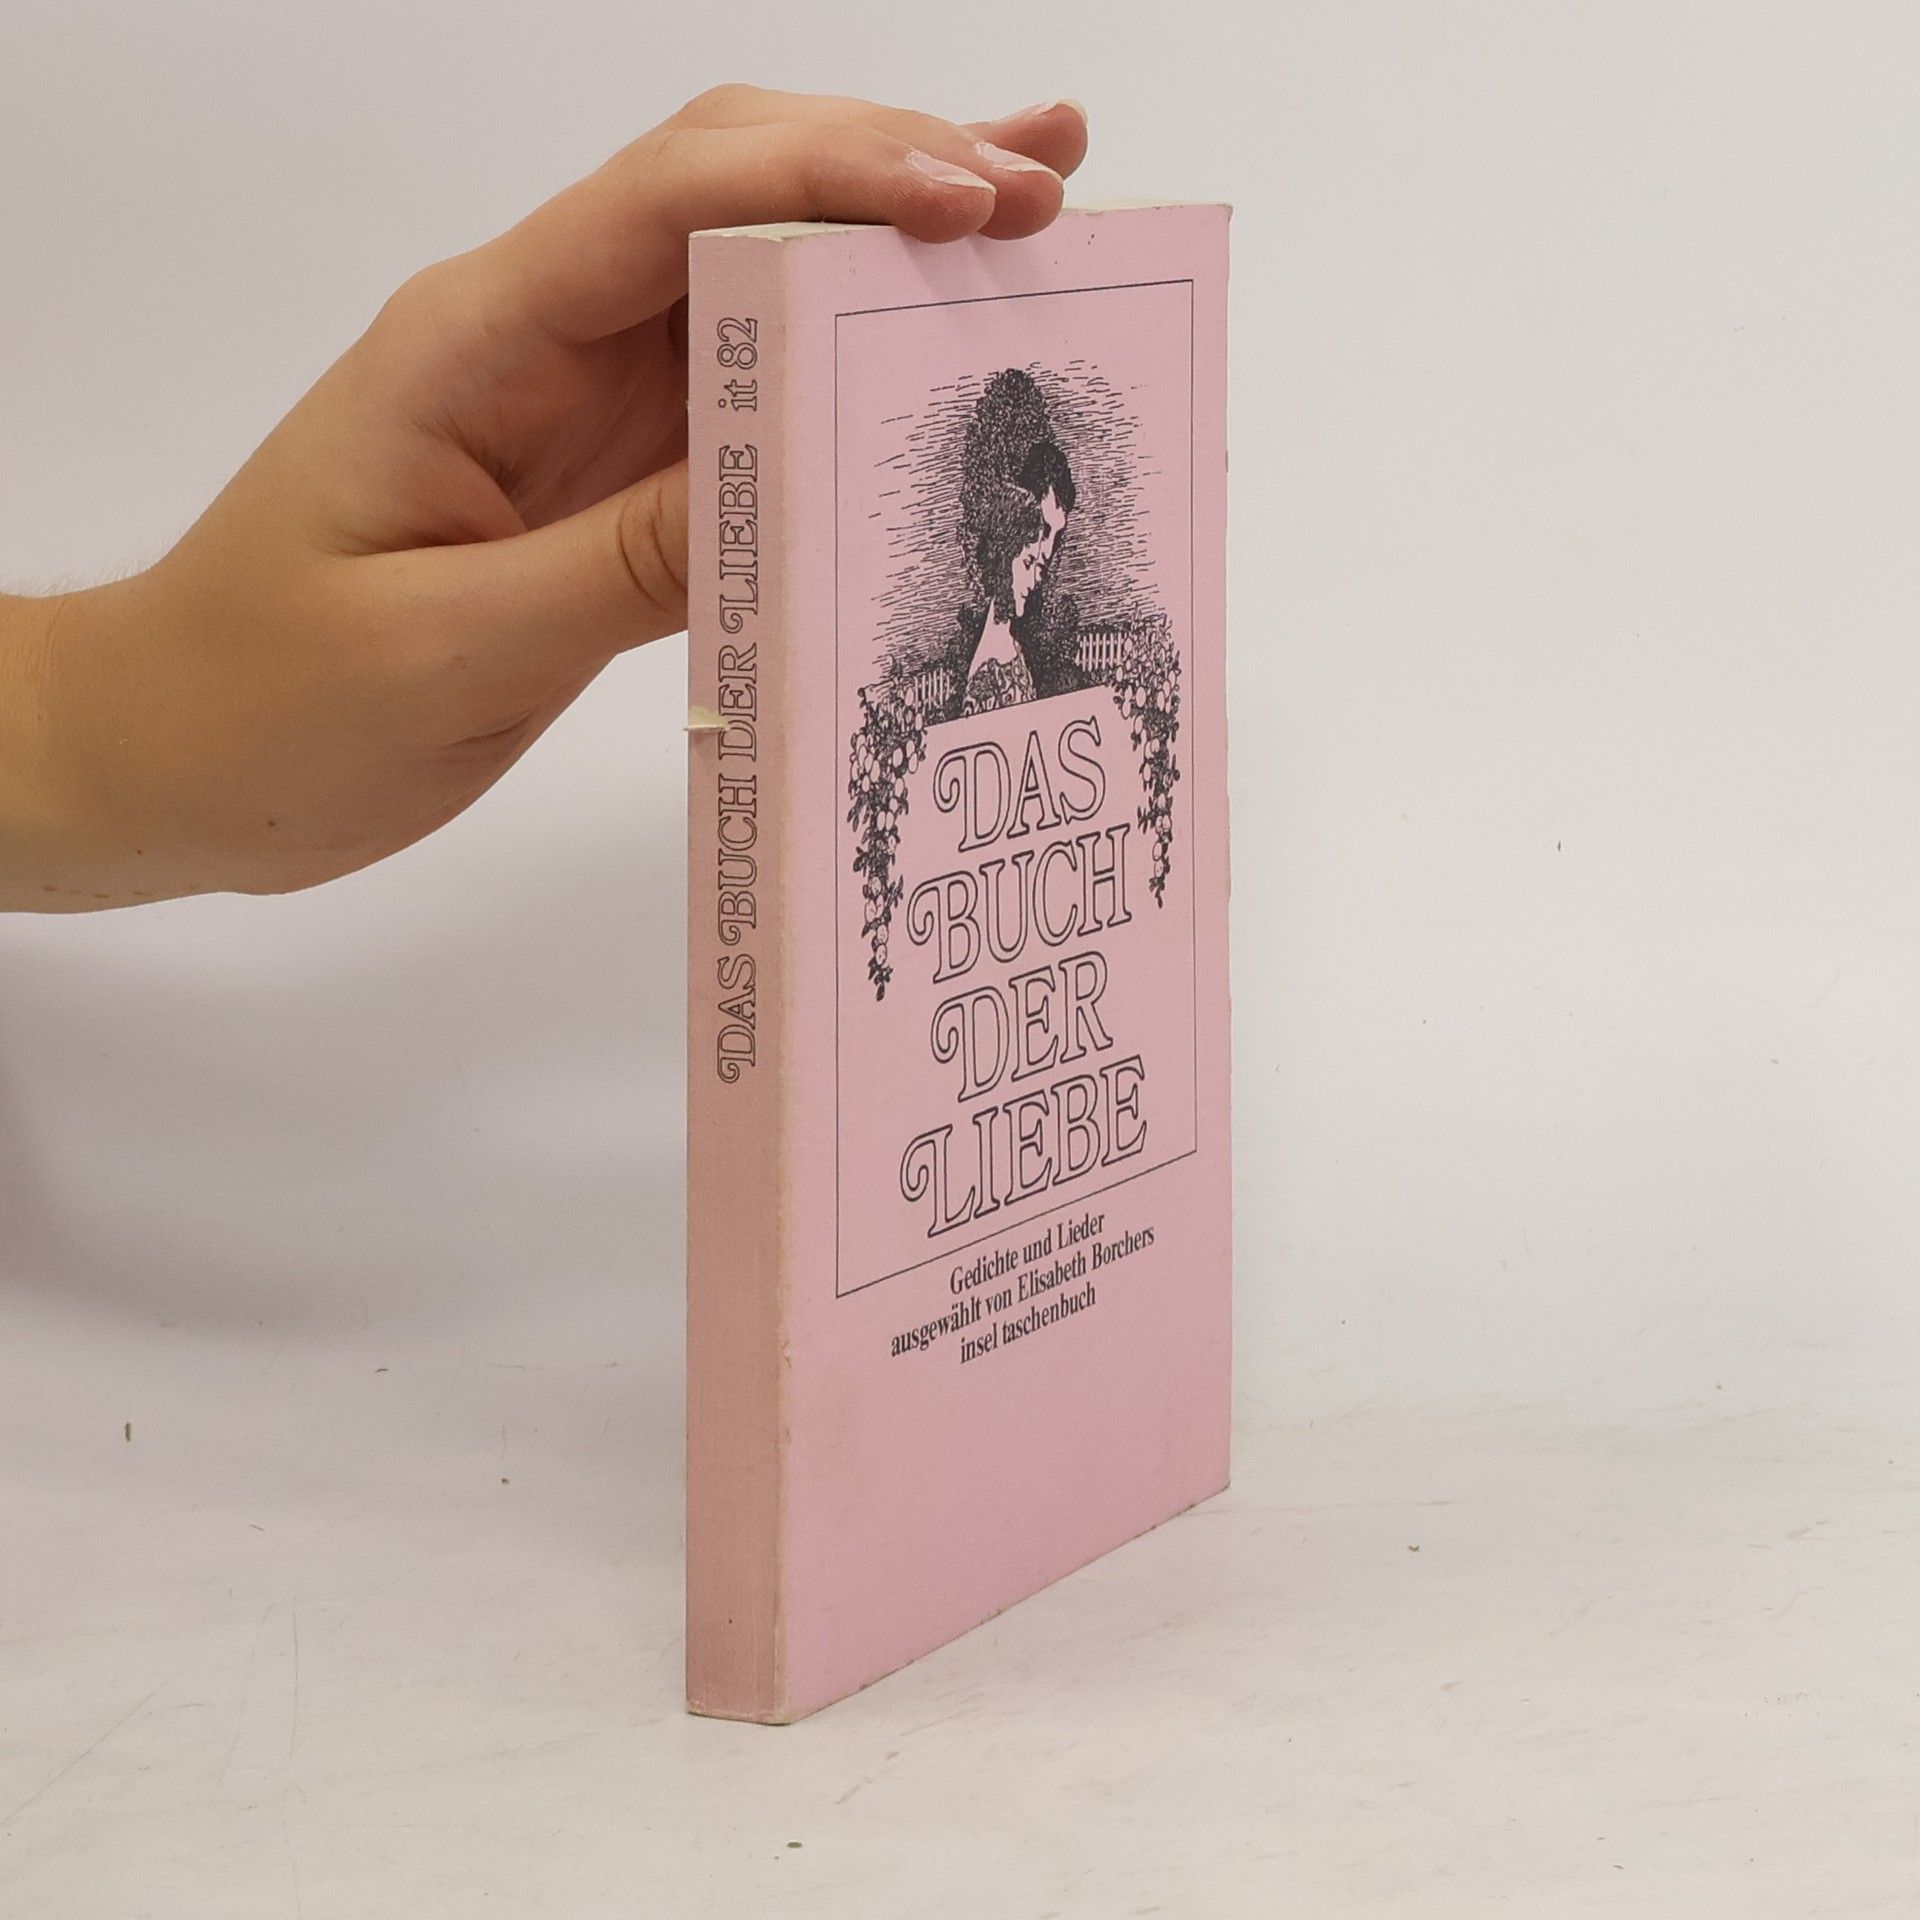 DAS BUCH DER LIEBE it 82
DAS
BUCH
DER
LIEBE
Gedichte und Lieder
ausgewählt von Elisabeth Borchers
insel taschenbuch